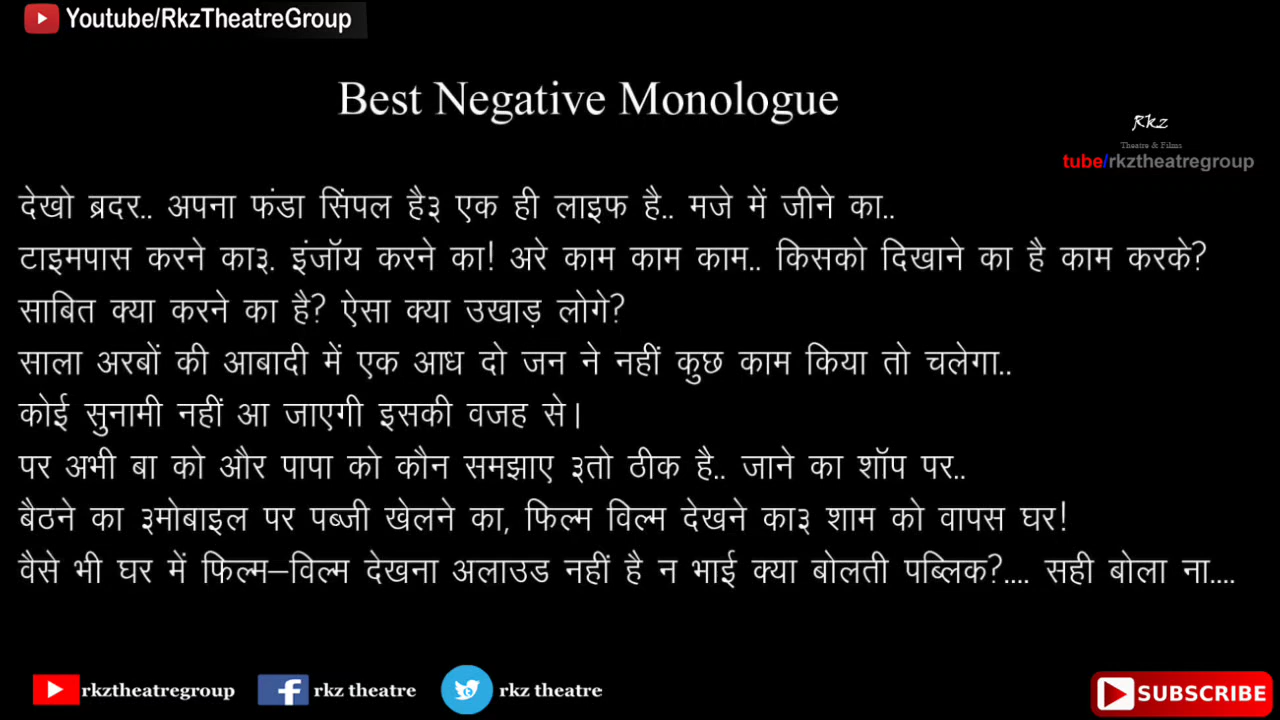 Youtube/RkzTheatreGroup
Best Negative Monologue
Rkz
Theatre & Films
tube/rkztheatregroup
देखो ब्रदर.. अपना फंडा सिंपल है३ एक ही लाइफ है.. मजे में जीने का..
टाइमपास करने का३. इंजॉय करने का! अरे काम काम काम.. किसको दिखाने का है काम करके?
साबित क्या करने का है? ऐसा क्या उखाड़ लोगे?
साला अरबों की आबादी में एक आध दो जन ने नहीं कुछ काम किया तो चलेगा..
कोई सुनामी नहीं आ जाएगी इसकी वजह से।
पर अभी बा को और पापा को कौन समझाए ३तो ठीक है.. जाने का शॉप पर..
बैठने का ३मोबाइल पर पब्जी खेलने का, फिल्म विल्म देखने का३ शाम को वापस घर!
वैसे भी घर में फिल्म–विल्म देखना अलाउड नहीं है न भाई क्या बोलती पब्लिक?.... सही बोला ना....
rkztheatregroup rkz theatre rkz theatre
SUBSCRIBE